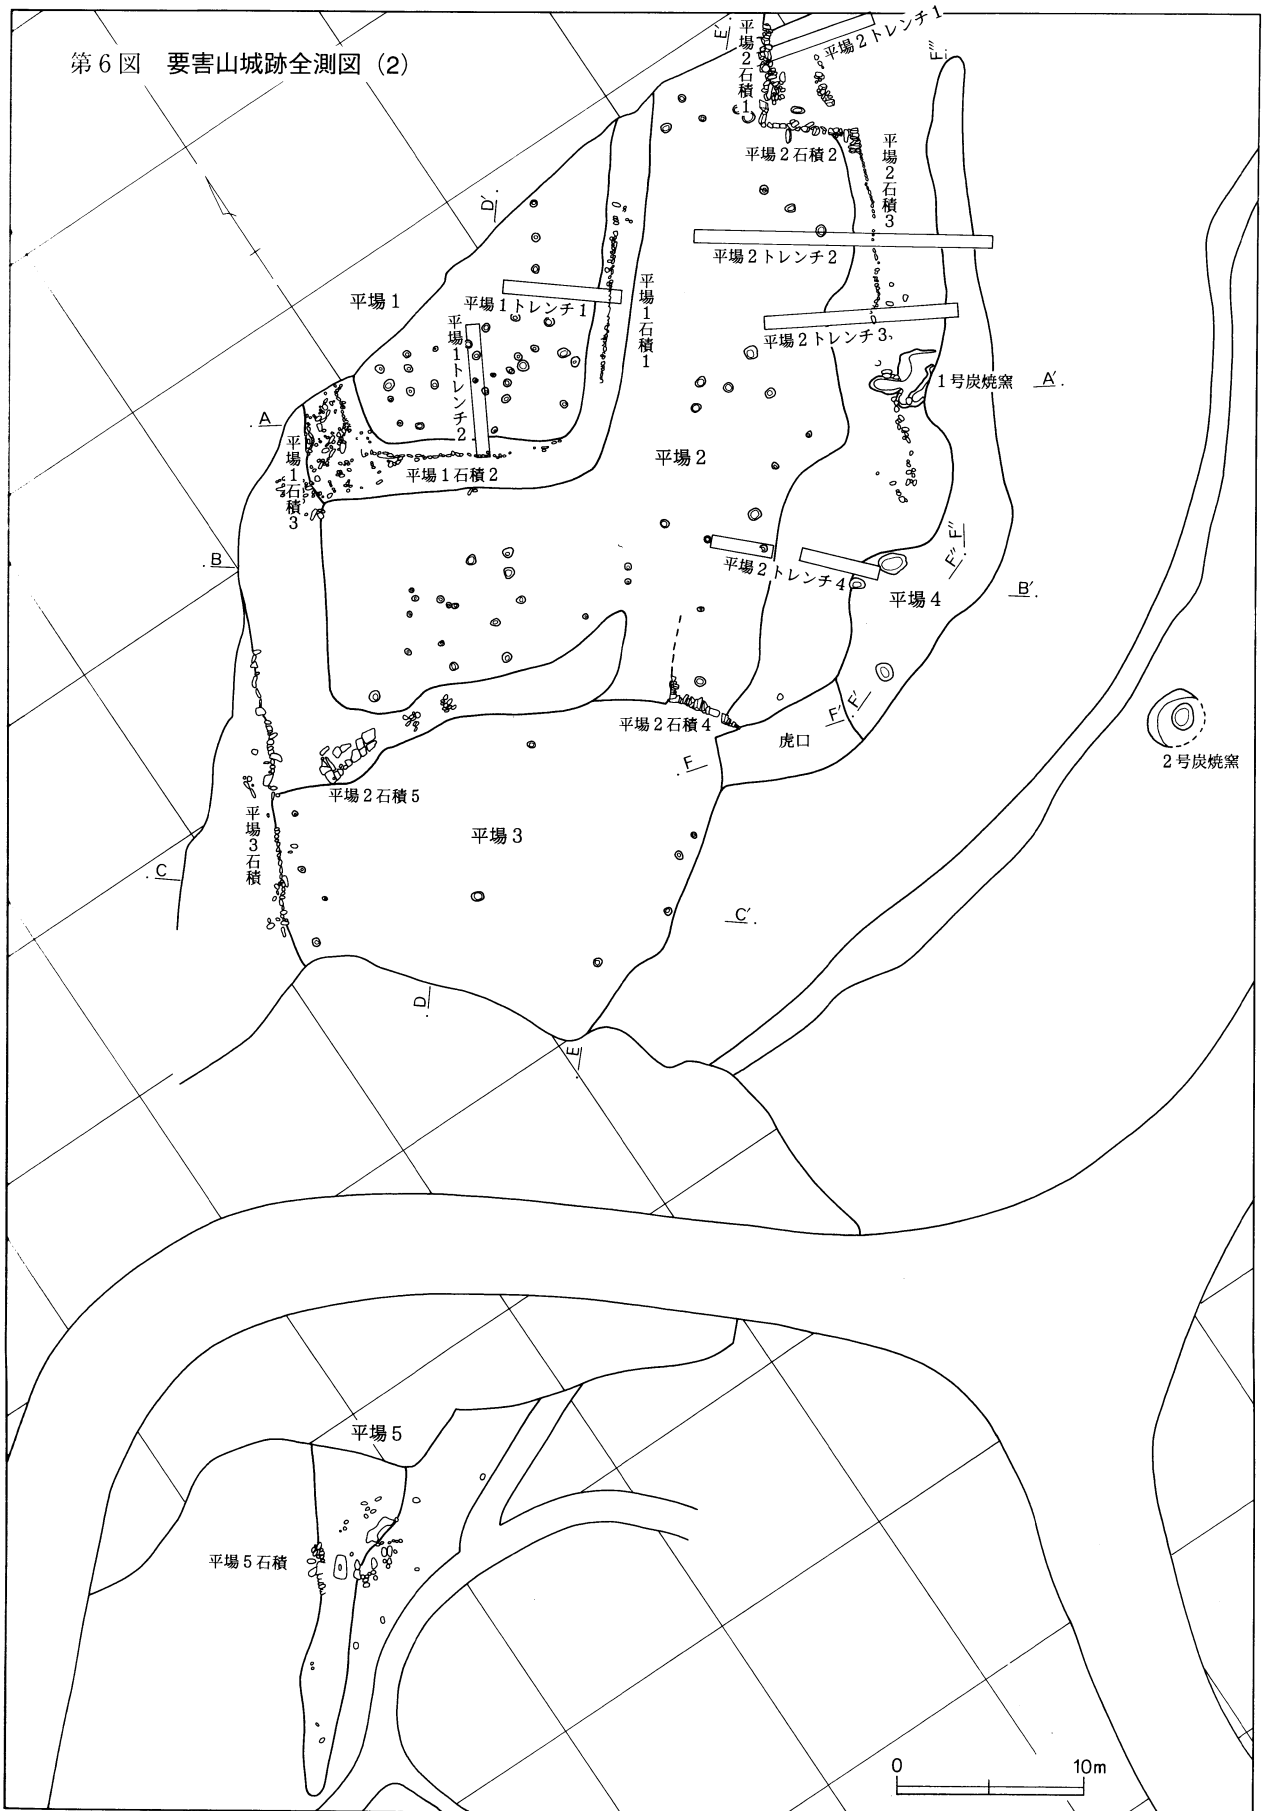 第6図　要害山城跡全測図（2）
E′.
平場2石積1
平場2トレンチ1
F‴.
平場2石積2
平場2石積3
D′.
平場2トレンチ2
平場1
平場1トレンチ1
平場1石積1
平場1トレンチ2
平場2トレンチ3
1号炭焼窯
A′.
.A
平場1石積3
平場1石積2
平場2
.B
F″
F″
平場2トレンチ4
平場4
B′.
平場2石積4
F′
F′
虎口
.F
2号炭焼窯
平場2石積5
平場3石積
平場3
.C
C′.
.D
.E
平場5
平場5石積
0
10m